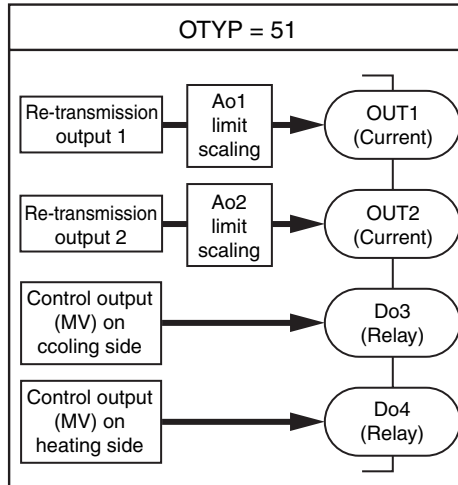 OTYP = 51
Re-transmission
output 1
Ao1
limit
scaling
OUT1
(Current)
Re-transmission
output 2
Ao2
limit
scaling
OUT2
(Current)
Control output
(MV) on
ccoling side
Do3
(Relay)
Control output
(MV) on
heating side
Do4
(Relay)